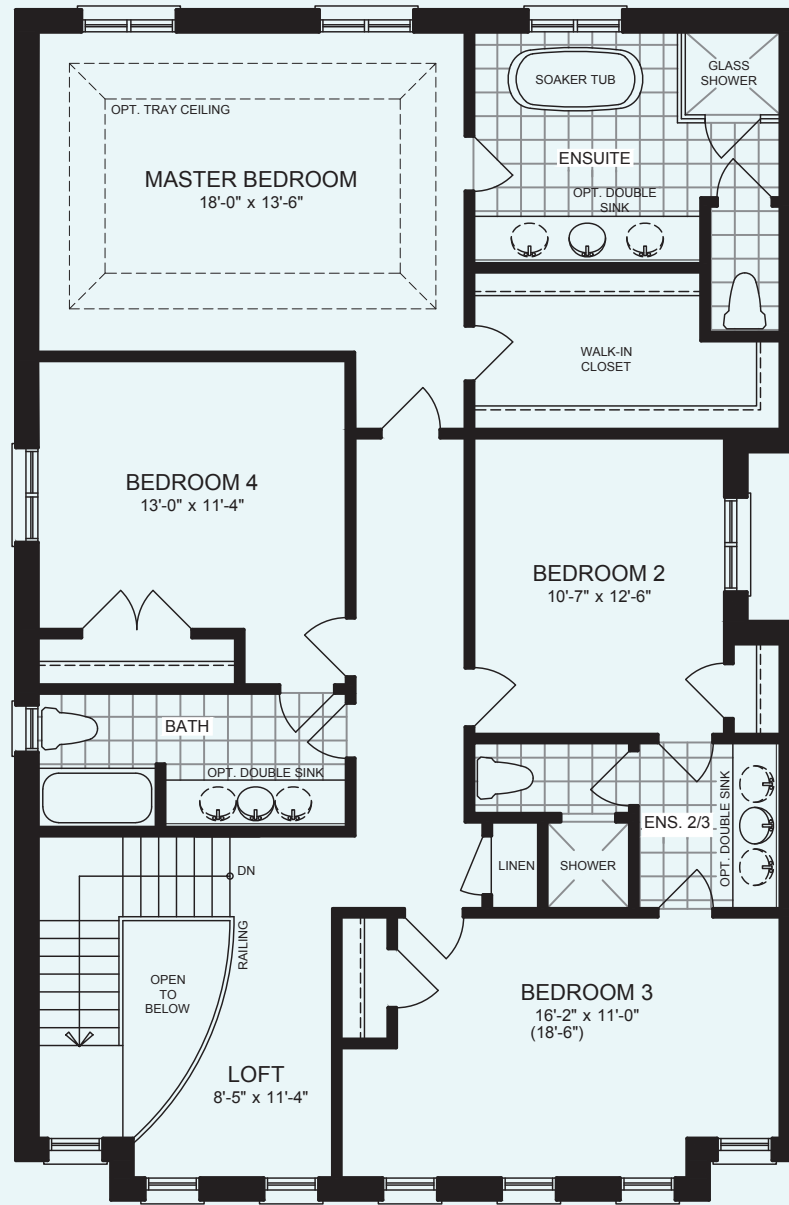 SOAKER TUB
GLASS
SHOWER
OPT. TRAY CEILING
ENSUITE
MASTER BEDROOM
18'-0" x 13'-6"
OPT. DOUBLE
SINK
WALK-IN
CLOSET
BEDROOM 4
13'-0" x 11'-4"
BEDROOM 2
10'-7" x 12'-6"
BATH
OPT. DOUBLE SINK
OPT. DOUBLE SINK
ENS. 2/3
LINEN
SHOWER
DN
RAILING
OPEN
TO
BELOW
BEDROOM 3
16'-2" x 11'-0"
(18'-6")
LOFT
8'-5" x 11'-4"